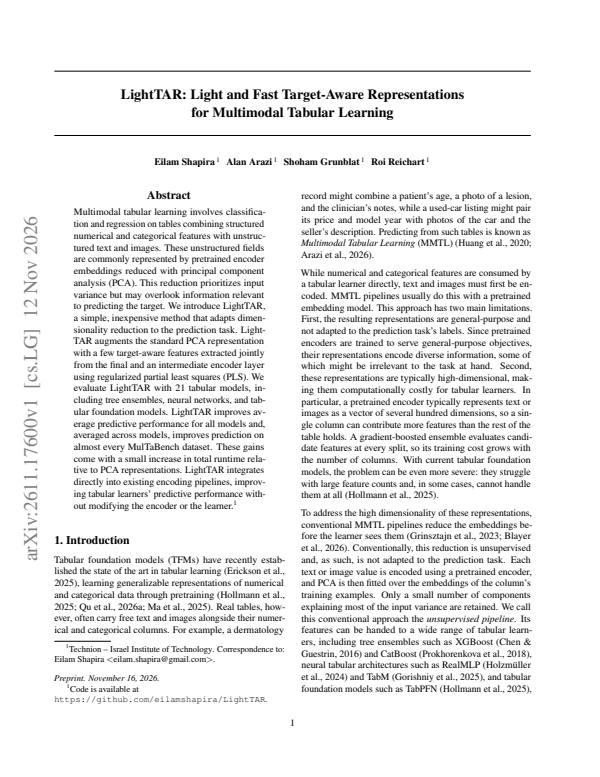 arXiv:2611.17600v1 [cs.LG] 12 Nov 2026
LightTAR: Light and Fast Target-Aware Representations
for Multimodal Tabular Learning
Eilam Shapira 1 Alan Arazi 1 Shoham Grunblat 1 Roi Reichart 1
Abstract
Multimodal tabular learning involves classifica-
tion and regression on tables combining structured
numerical and categorical features with unstruc-
tured text and images. These unstructured fields
are commonly represented by pretrained encoder
embeddings reduced with principal component
analysis (PCA). This reduction prioritizes input
variance but may overlook information relevant
to predicting the target. We introduce LightTAR,
a simple, inexpensive method that adapts dimen-
sionality reduction to the prediction task. Light-
TAR augments the standard PCA representation
with a few target-aware features extracted jointly
from the final and an intermediate encoder layer
using regularized partial least squares (PLS). We
evaluate LightTAR with 21 tabular models, in-
cluding tree ensembles, neural networks, and tab-
ular foundation models. LightTAR improves av-
erage predictive performance for all models and,
averaged across models, improves prediction on
almost every MulTaBench dataset. These gains
come with a small increase in total runtime rela-
tive to PCA representations. LightTAR integrates
directly into existing encoding pipelines, improv-
ing tabular learners’ predictive performance with-
out modifying the encoder or the learner.1
1. Introduction
Tabular foundation models (TFMs) have recently estab-
lished the state of the art in tabular learning (Erickson et al.,
2025), learning generalizable representations of numerical
and categorical data through pretraining (Hollmann et al.,
2025; Qu et al., 2026a; Ma et al., 2025). Real tables, how-
ever, often carry free text and images alongside their numer-
ical and categorical columns. For example, a dermatology
1Technion – Israel Institute of Technology. Correspondence to:
Eilam Shapira <eilam.shapira@gmail.com>.
Preprint. November 16, 2026.
1Code is available at
https://github.com/eilamshapira/LightTAR.
record might combine a patient’s age, a photo of a lesion,
and the clinician’s notes, while a used-car listing might pair
its price and model year with photos of the car and the
seller’s description. Predicting from such tables is known as
Multimodal Tabular Learning (MMTL) (Huang et al., 2020;
Arazi et al., 2026).
While numerical and categorical features are consumed by
a tabular learner directly, text and images must first be en-
coded. MMTL pipelines usually do this with a pretrained
embedding model. This approach has two main limitations.
First, the resulting representations are general-purpose and
not adapted to the prediction task’s labels. Since pretrained
encoders are trained to serve general-purpose objectives,
their representations encode diverse information, some of
which might be irrelevant to the task at hand. Second,
these representations are typically high-dimensional, mak-
ing them computationally costly for tabular learners. In
particular, a pretrained encoder typically represents text or
images as a vector of several hundred dimensions, so a sin-
gle column can contribute more features than the rest of the
table holds. A gradient-boosted ensemble evaluates candi-
date features at every split, so its training cost grows with
the number of columns. With current tabular foundation
models, the problem can be even more severe: they struggle
with large feature counts and, in some cases, cannot handle
them at all (Hollmann et al., 2025).
To address the high dimensionality of these representations,
conventional MMTL pipelines reduce the embeddings be-
fore the learner sees them (Grinsztajn et al., 2023; Blayer
et al., 2026). Conventionally, this reduction is unsupervised
and, as such, is not adapted to the prediction task. Each
text or image value is encoded using a pretrained encoder,
and PCA is then fitted over the embeddings of the column’s
training examples. Only a small number of components
explaining most of the input variance are retained. We call
this conventional approach the unsupervised pipeline. Its
features can be handed to a wide range of tabular learn-
ers, including tree ensembles such as XGBoost (Chen &
Guestrin, 2016) and CatBoost (Prokhorenkova et al., 2018),
neural tabular architectures such as RealMLP (Holzmüller
et al., 2024) and TabM (Gorishniy et al., 2025), and tabular
foundation models such as TabPFN (Hollmann et al., 2025),
1